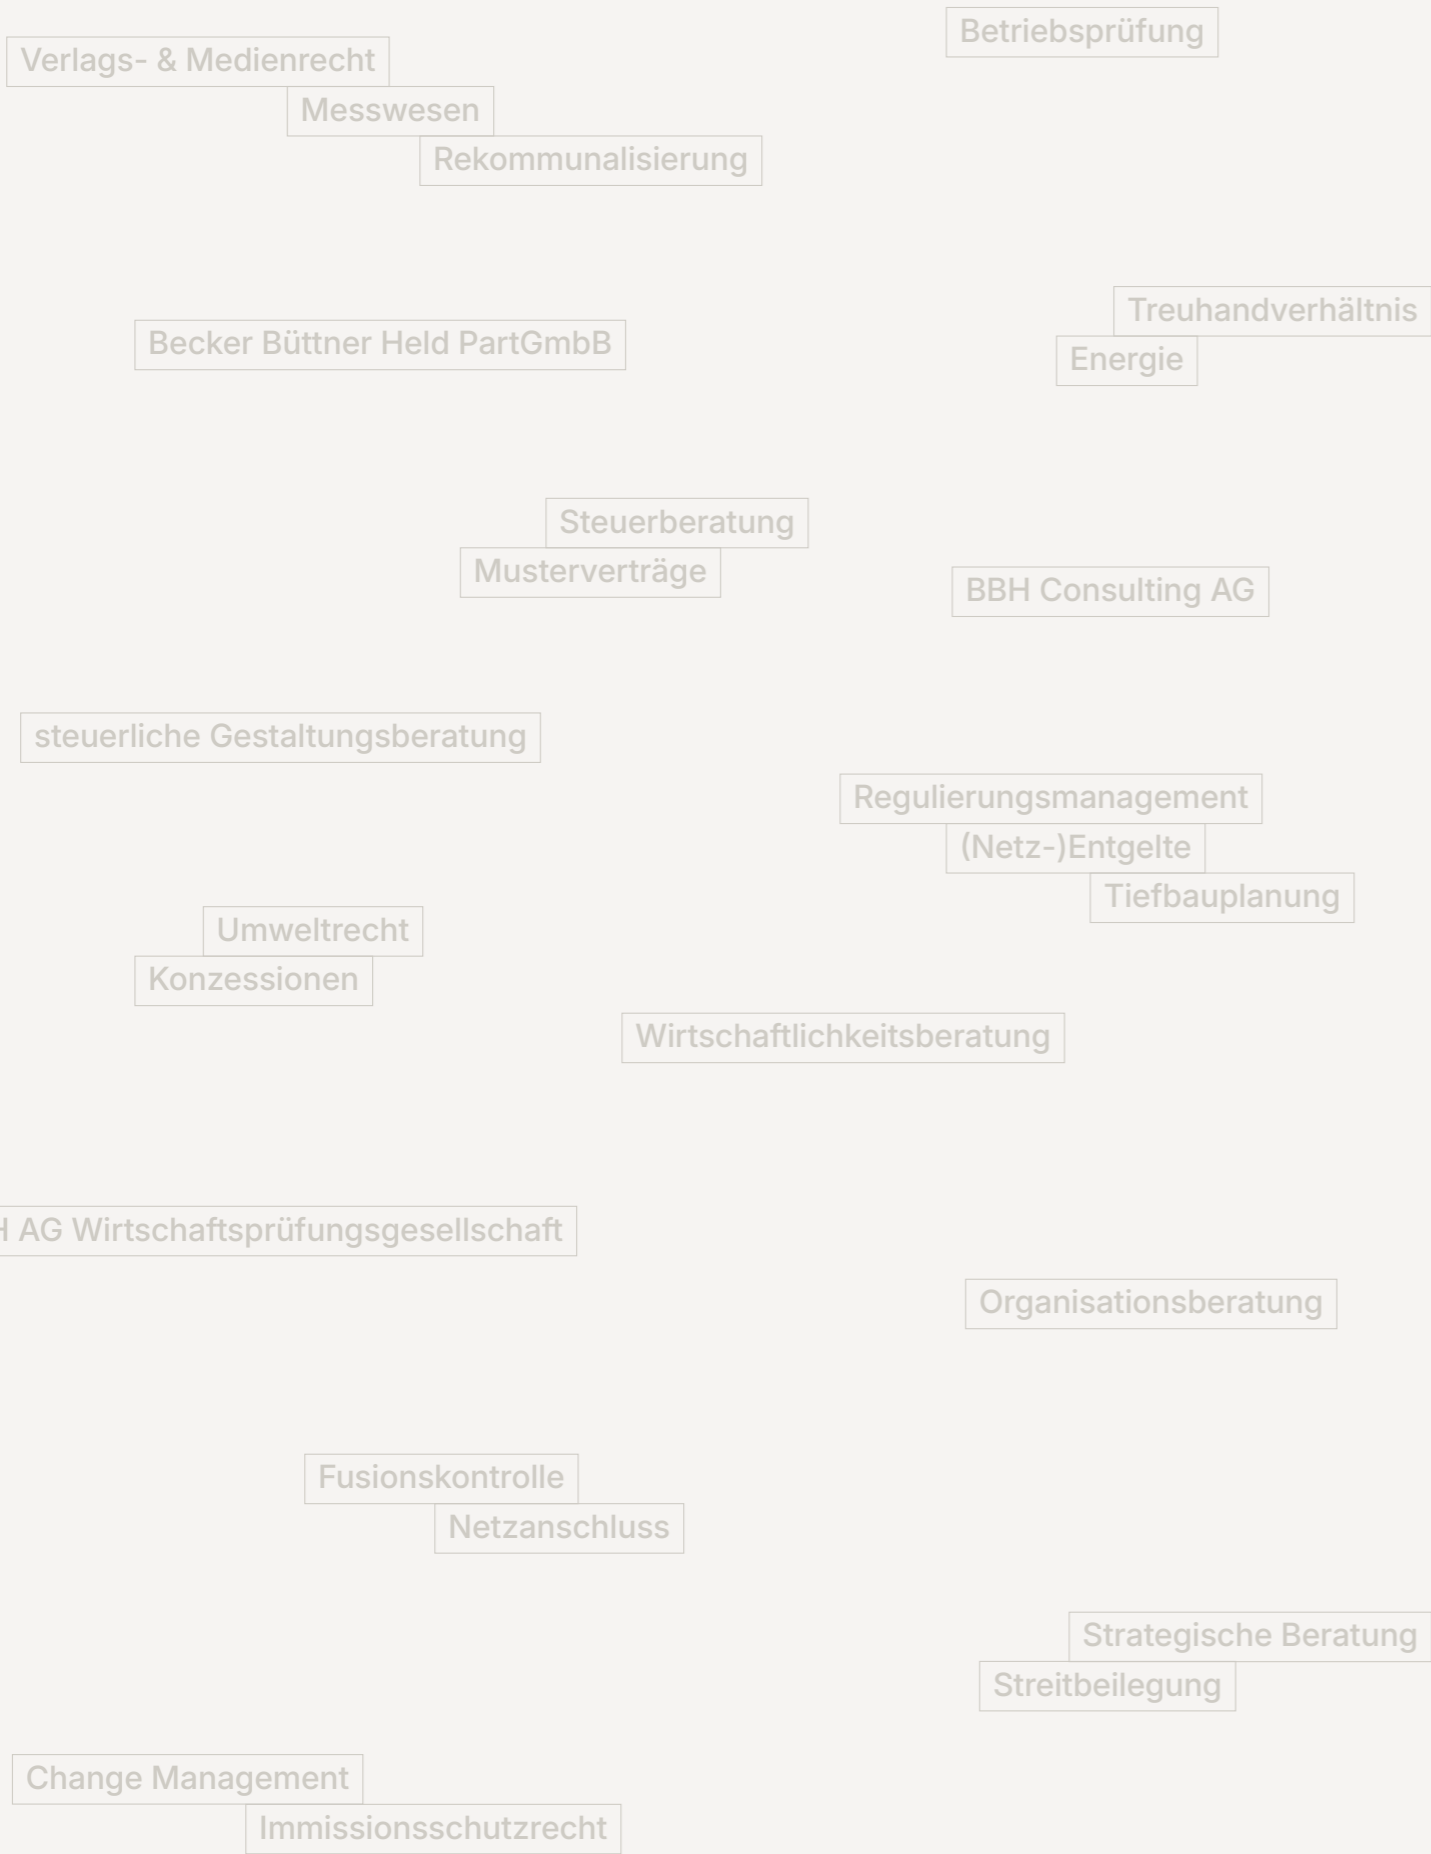 Betriebsprüfung
Verlags- & Medienrecht
Messwesen
Rekommunalisierung
Treuhandverhältnis
Becker Büttner Held PartGmbB
Energie
Steuerberatung
Musterverträge
BBH Consulting AG
steuerliche Gestaltungsberatung
Regulierungsmanagement
(Netz-)Entgelte
Tiefbauplanung
Umweltrecht
Konzessionen
Wirtschaftlichkeitsberatung
AG Wirtschaftsprüfungsgesellschaft
Organisationsberatung
Fusionskontrolle
Netzanschluss
Strategische Beratung
Streitbeilegung
Change Management
Immissionsschutzrecht